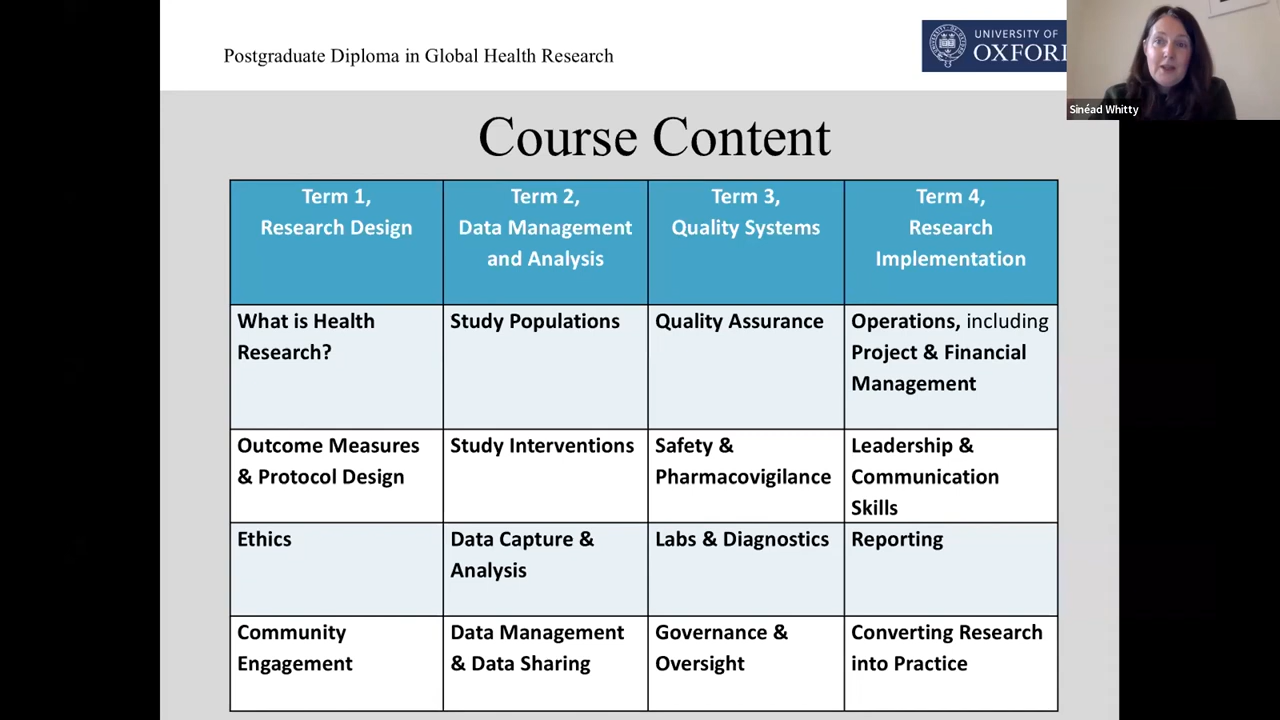 Postgraduate Diploma in Global Health Research
UNIVERSITY OF
OXFORD
Sinéad Whitty
Course Content
Term 1,
Research Design
Term 2,
Data Management
and Analysis
Term 3,
Quality Systems
Term 4,
Research
Implementation
What is Health
Research?
Study Populations
Quality Assurance
Operations, including
Project & Financial
Management
Outcome Measures
& Protocol Design
Study Interventions
Safety &
Pharmacovigilance
Leadership &
Communication
Skills
Ethics
Data Capture &
Analysis
Labs & Diagnostics
Reporting
Community
Engagement
Data Management
& Data Sharing
Governance &
Oversight
Converting Research
into Practice